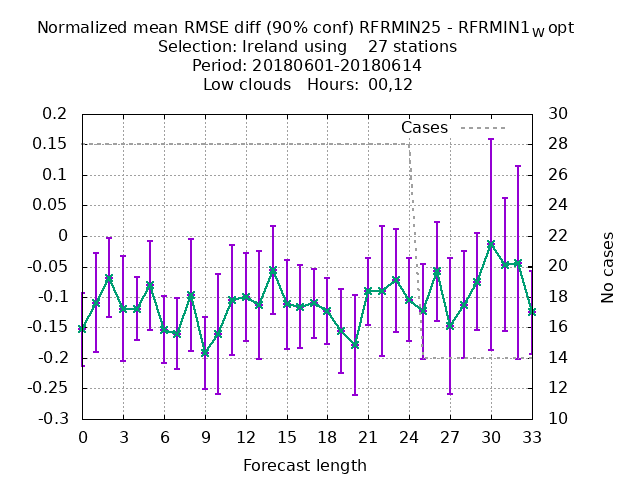 Normalized mean RMSE diff (90% conf) RFRMIN25 - RFRMIN1W opt
Selection: Ireland using 27 stations
Period: 20180601-20180614
Low clouds Hours: 00,12
Cases
0.2
0.15
0.1
0.05
0
-0.05
-0.1
-0.15
-0.2
-0.25
-0.3
30
28
26
24
22
20
18
16
14
12
10
No cases
0 3 6 9 12 15 18 21 24 27 30 33
Forecast length